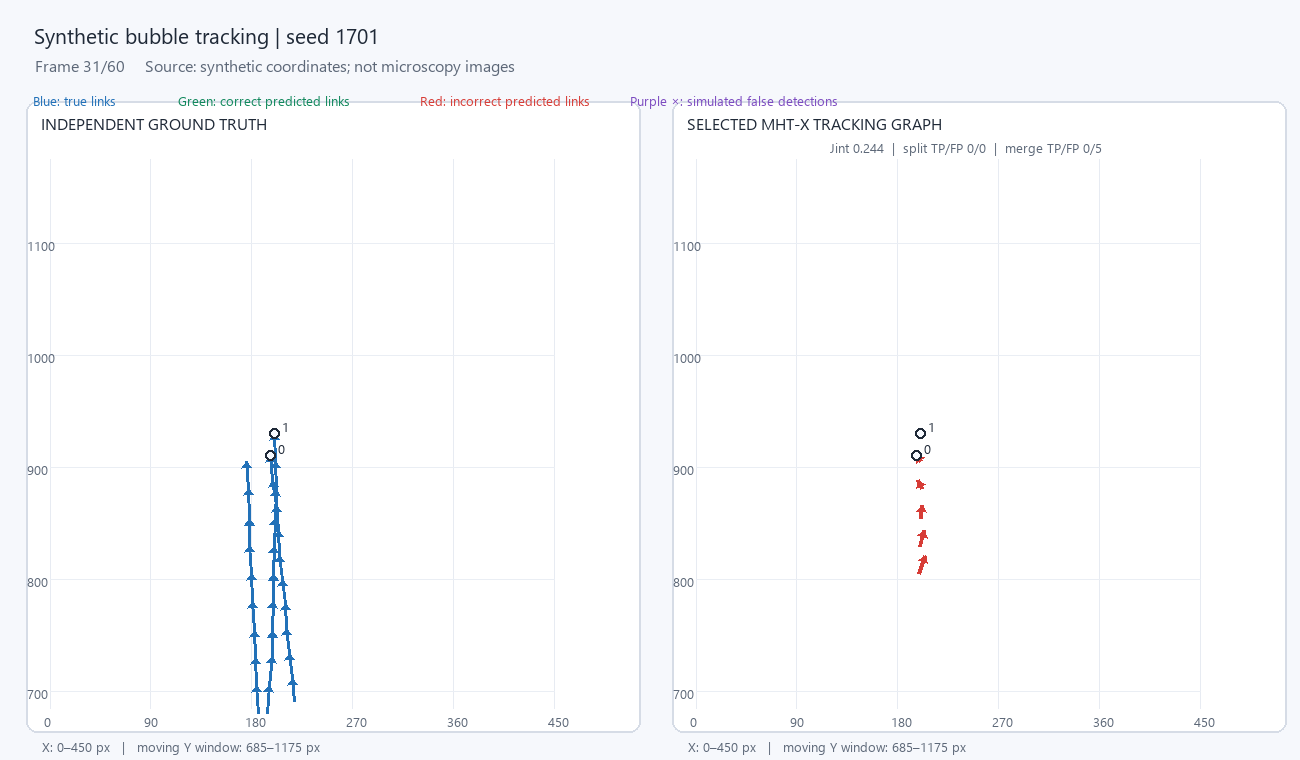 Synthetic bubble tracking | seed 1701
Frame 31/60 Source: synthetic coordinates; not microscopy images
Blue: true links Green: correct predicted links Red: incorrect predicted links Purple ×: simulated false detections
INDEPENDENT GROUND TRUTH
1100
1000
900
800
700
1
0
0 90 180 270 360 450
X: 0–450 px | moving Y window: 685–1175 px
SELECTED MHT-X TRACKING GRAPH
Jint 0.244 | split TP/FP 0/0 | merge TP/FP 0/5
1100
1000
900
800
700
1
0
0 90 180 270 360 450
X: 0–450 px | moving Y window: 685–1175 px